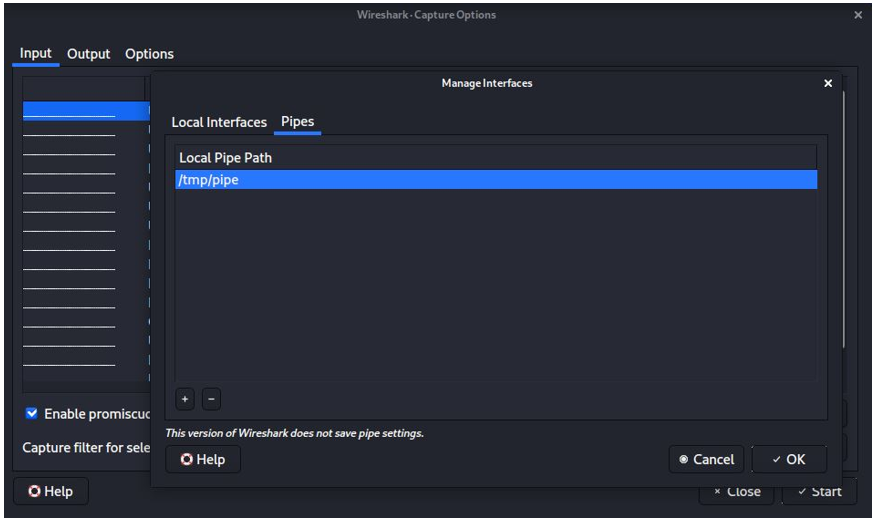 Wireshark · Capture Options
Input Output Options
Manage Interfaces
Local Interfaces Pipes
Local Pipe Path
/tmp/pipe
+ −
This version of Wireshark does not save pipe settings.
Help Cancel OK
Enable promiscuo
Capture filter for sele
Help Close Start